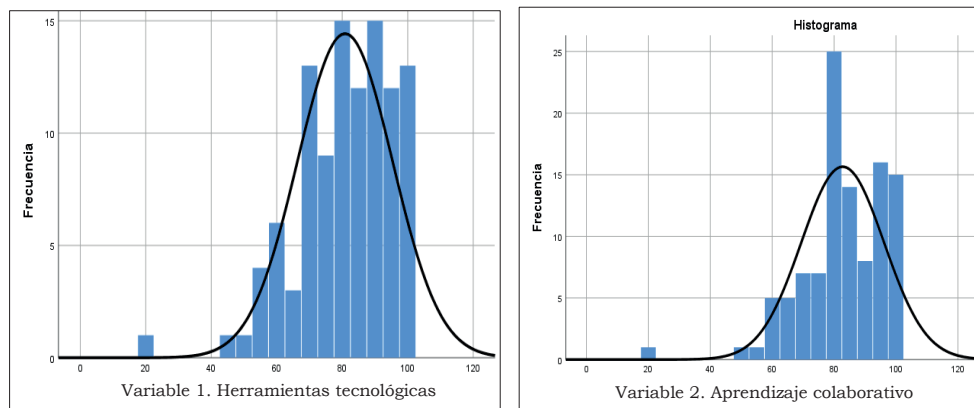 Frecuencia
15
10
5
0
0 20 40 60 80 100 120
Variable 1. Herramientas tecnológicas
Histograma
Frecuencia
25
20
15
10
5
0
0 20 40 60 80 100 120
Variable 2. Aprendizaje colaborativo